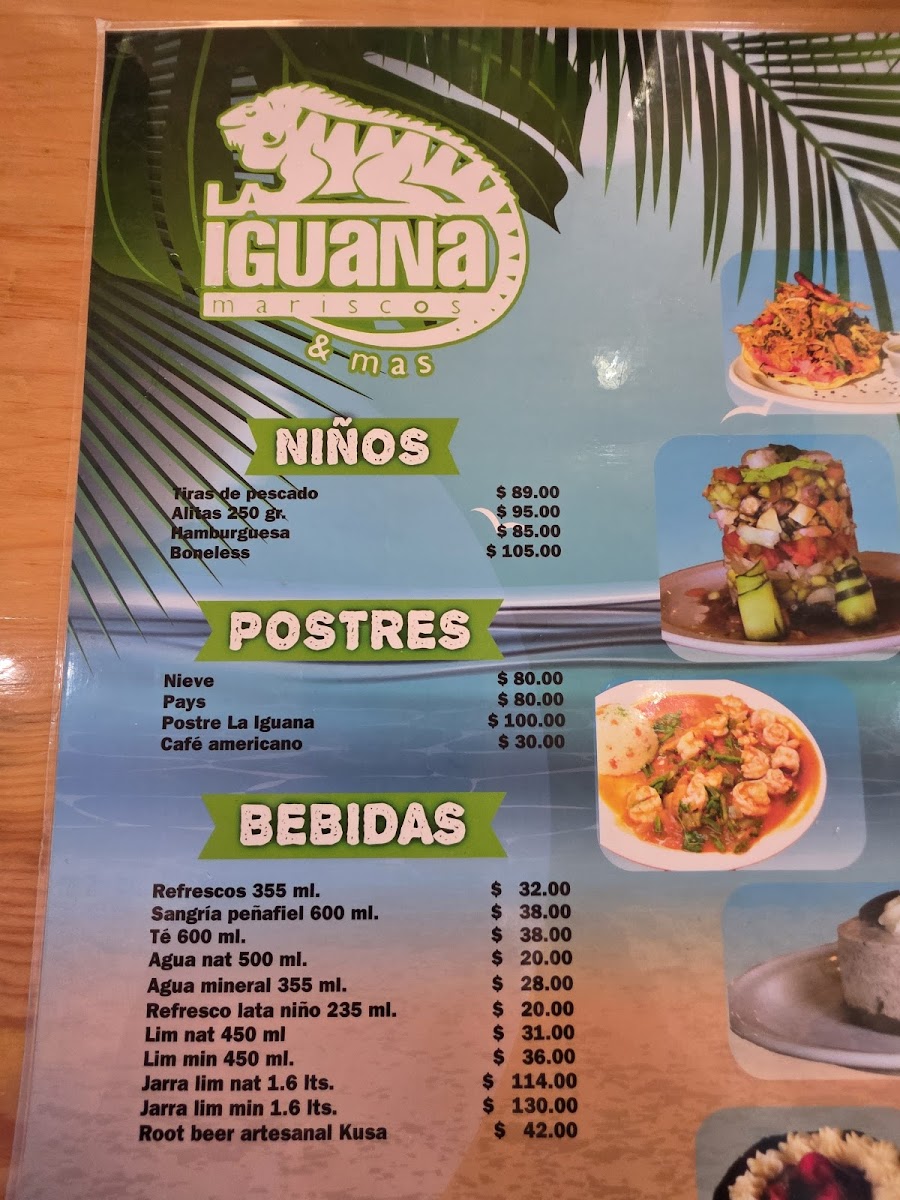 LA
IGUANA
mariscos
& mas
NIÑOS
Tiras de pescado $ 89.00
Alitas 250 gr. $ 95.00
Hamburguesa $ 85.00
Boneless $ 105.00
POSTRES
Nieve $ 80.00
Pays $ 80.00
Postre La Iguana $ 100.00
Café americano $ 30.00
BEBIDAS
Refrescos 355 ml. $ 32.00
Sangría peñafiel 600 ml. $ 38.00
Té 600 ml. $ 38.00
Agua nat 500 ml. $ 20.00
Agua mineral 355 ml. $ 28.00
Refresco lata niño 235 ml. $ 20.00
Lim nat 450 ml $ 31.00
Lim min 450 ml. $ 36.00
Jarra lim nat 1.6 lts. $ 114.00
Jarra lim min 1.6 lts. $ 130.00
Root beer artesanal Kusa $ 42.00